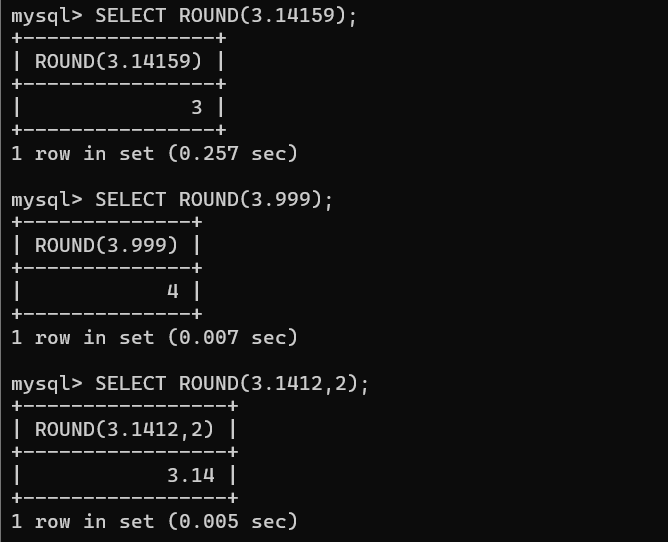 mysql> SELECT ROUND(3.14159);
+----------------+
| ROUND(3.14159) |
+----------------+
|              3 |
+----------------+
1 row in set (0.257 sec)
mysql> SELECT ROUND(3.999);
+--------------+
| ROUND(3.999) |
+--------------+
|            4 |
+--------------+
1 row in set (0.007 sec)
mysql> SELECT ROUND(3.1412,2);
+-----------------+
| ROUND(3.1412,2) |
+-----------------+
|            3.14 |
+-----------------+
1 row in set (0.005 sec)